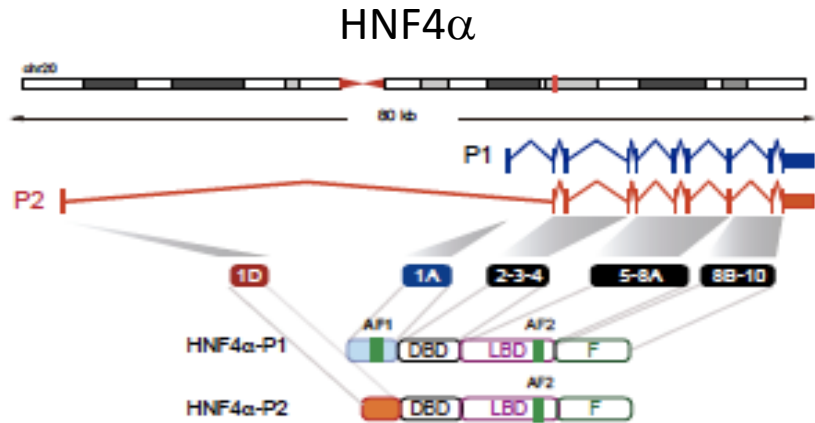 HNF4α
chr20
80 kb
P1
P2
1D 1A 2-3-4 5-8A 8B-10
AF1 AF2
HNF4α-P1 DBD LBD F
AF2
HNF4α-P2 DBD LBD F